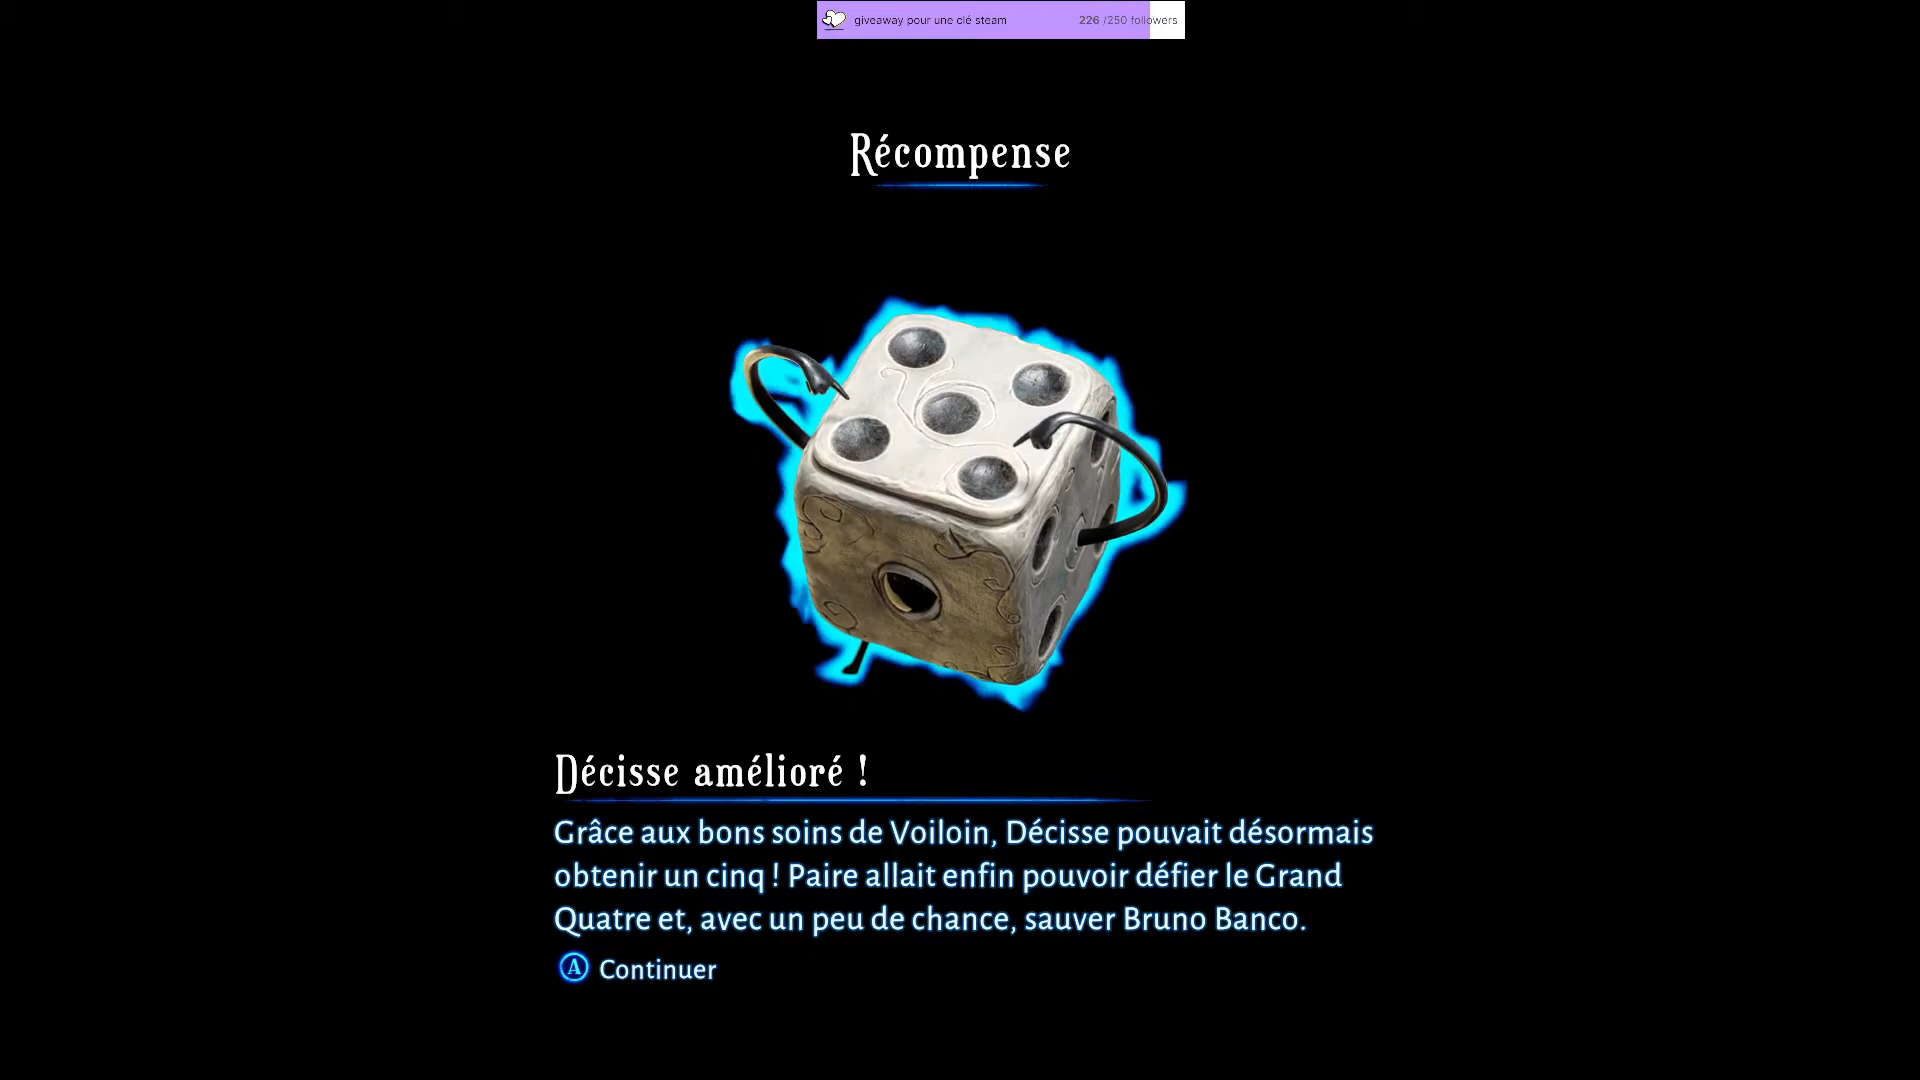 giveaway pour une clé steam 226 /250 followers
Récompense
Décisse amélioré !
Grâce aux bons soins de Voiloin, Décisse pouvait désormais
obtenir un cinq ! Paire allait enfin pouvoir défier le Grand
Quatre et, avec un peu de chance, sauver Bruno Banco.
A Continuer